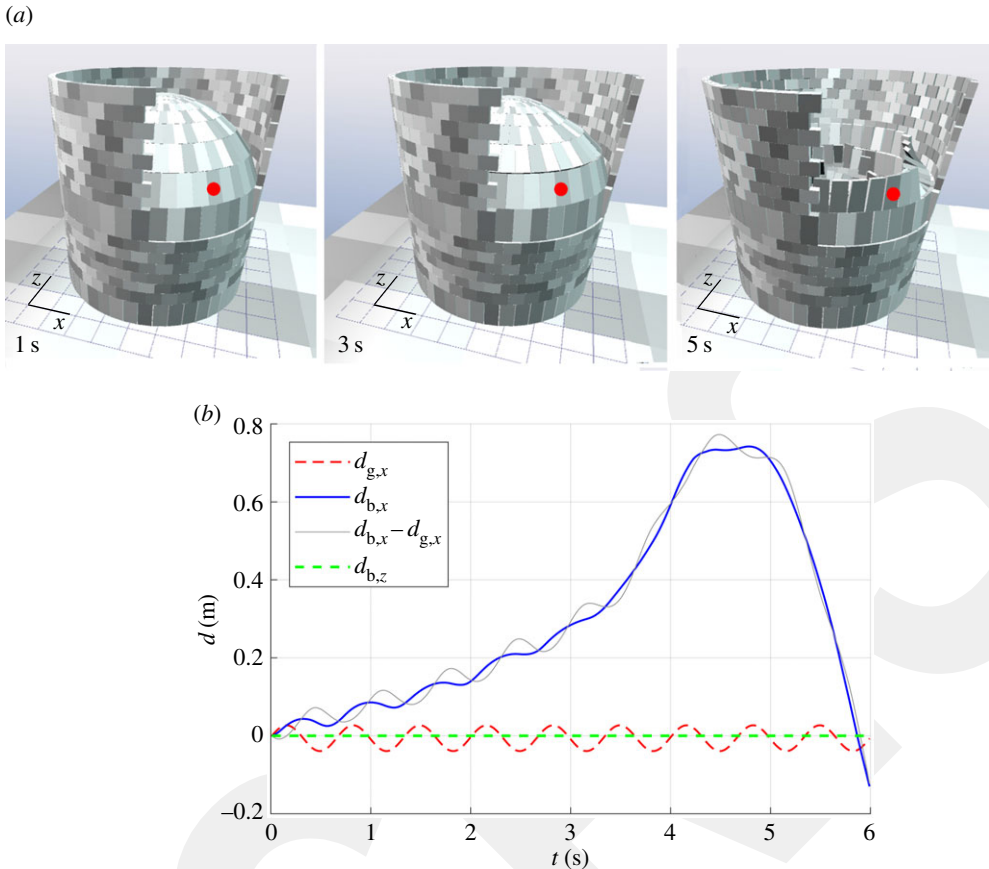 (a)
z
x
1 s
z
x
3 s
z
x
5 s
(b)
0.8
0.6
0.4
0.2
0
–0.2
d (m)
d_g,x
d_b,x
d_b,x – d_g,x
d_b,z
0 1 2 3 4 5 6
t (s)